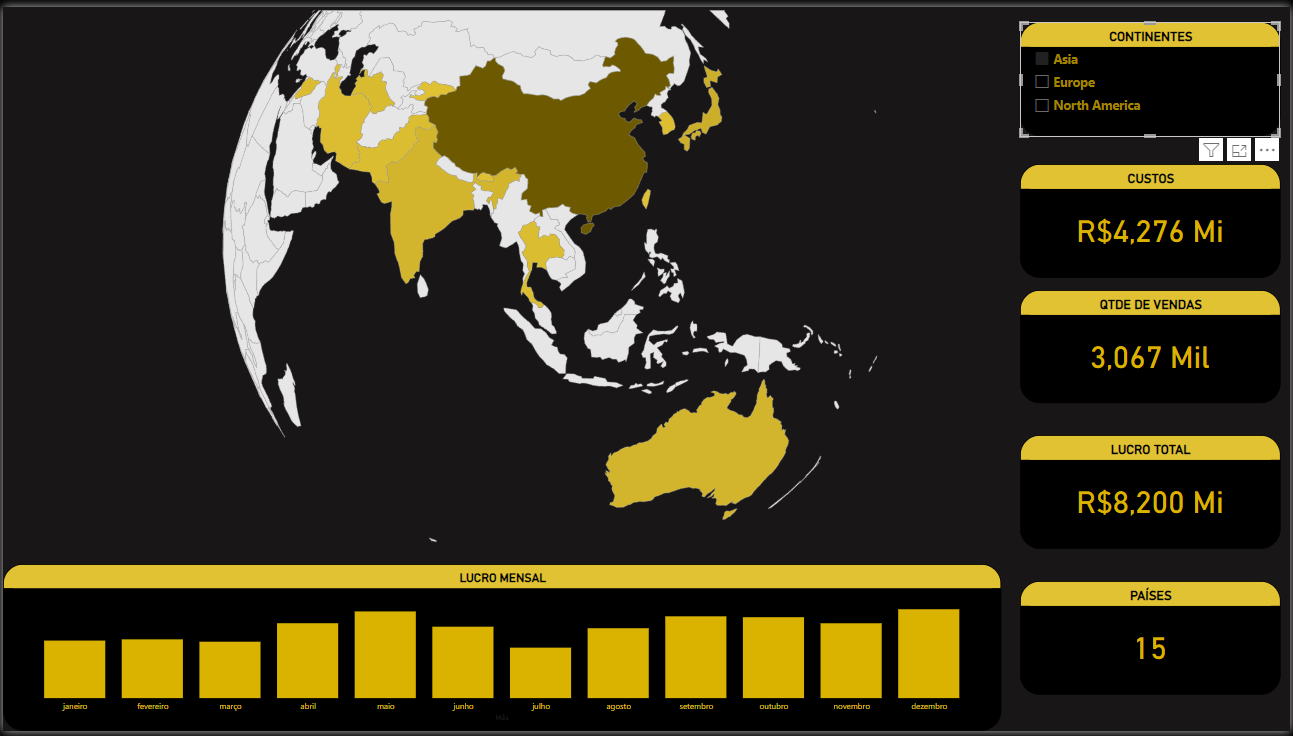 CONTINENTES
Asia
Europe
North America
CUSTOS
R$4,276 Mi
QTDE DE VENDAS
3,067 Mil
LUCRO TOTAL
R$8,200 Mi
PAÍSES
15
LUCRO MENSAL
janeiro fevereiro março abril maio junho julho agosto setembro outubro novembro dezembro
Mês